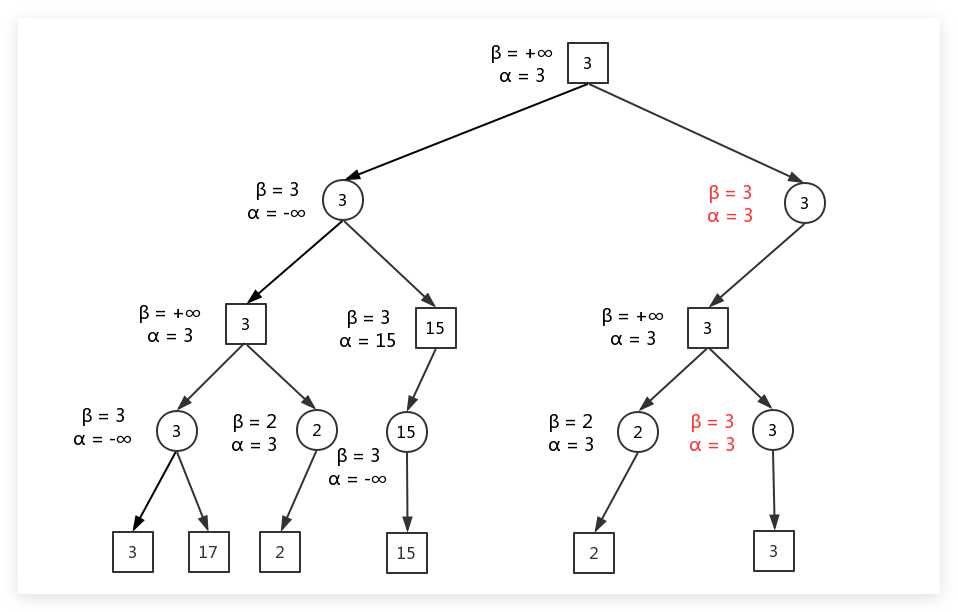 β = +∞
α = 3
3
β = 3
α = -∞
3
β = 3
α = 3
3
β = +∞
α = 3
3
β = 3
α = 15
15
β = +∞
α = 3
3
β = 3
α = -∞
3
β = 2
α = 3
2
β = 3
α = -∞
15
β = 2
α = 3
2
β = 3
α = 3
3
3
17
2
15
2
3